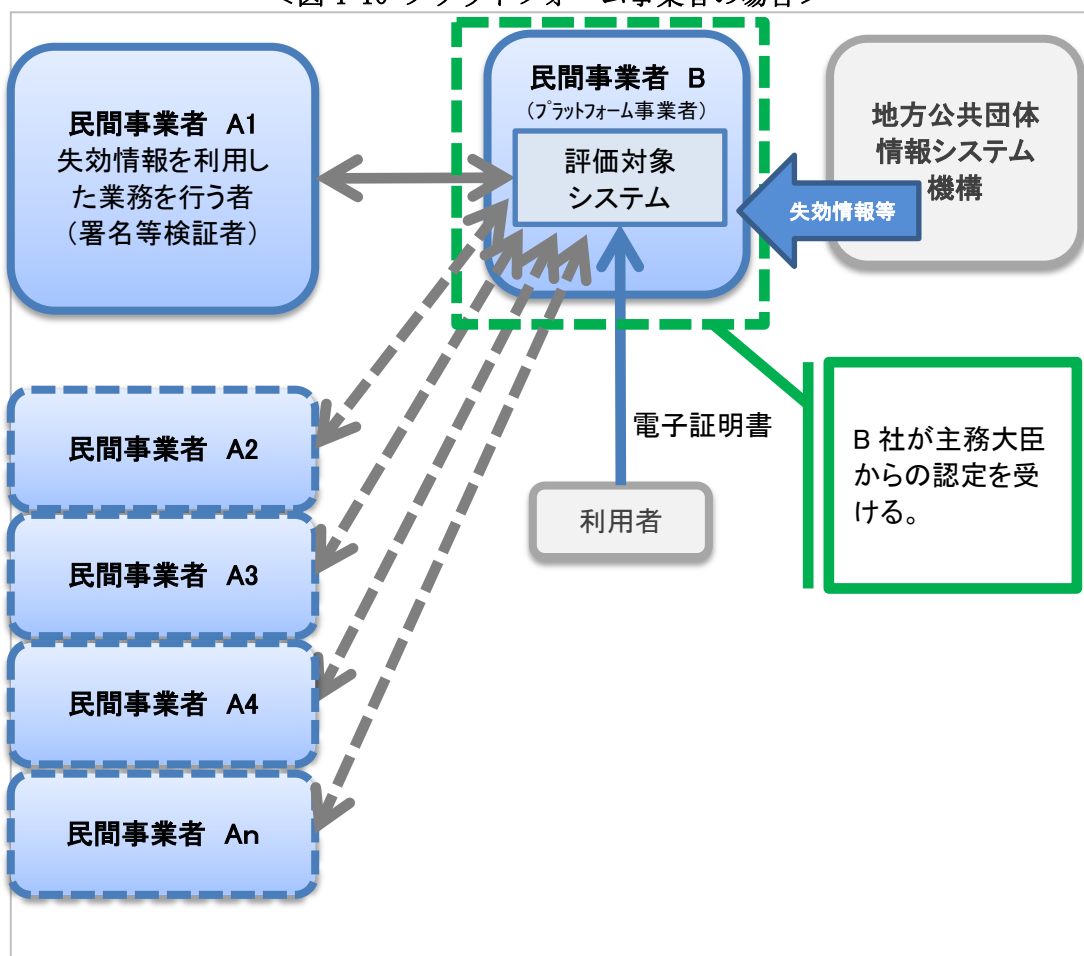 民間事業者 B
(プラットフォーム事業者)
評価対象
システム
民間事業者 A1
失効情報を利用し
た業務を行う者
(署名等検証者)
地方公共団体
情報システム
機構
失効情報等
民間事業者 A2
民間事業者 A3
民間事業者 A4
民間事業者 An
電子証明書
利用者
B 社が主務大臣
からの認定を受
ける。